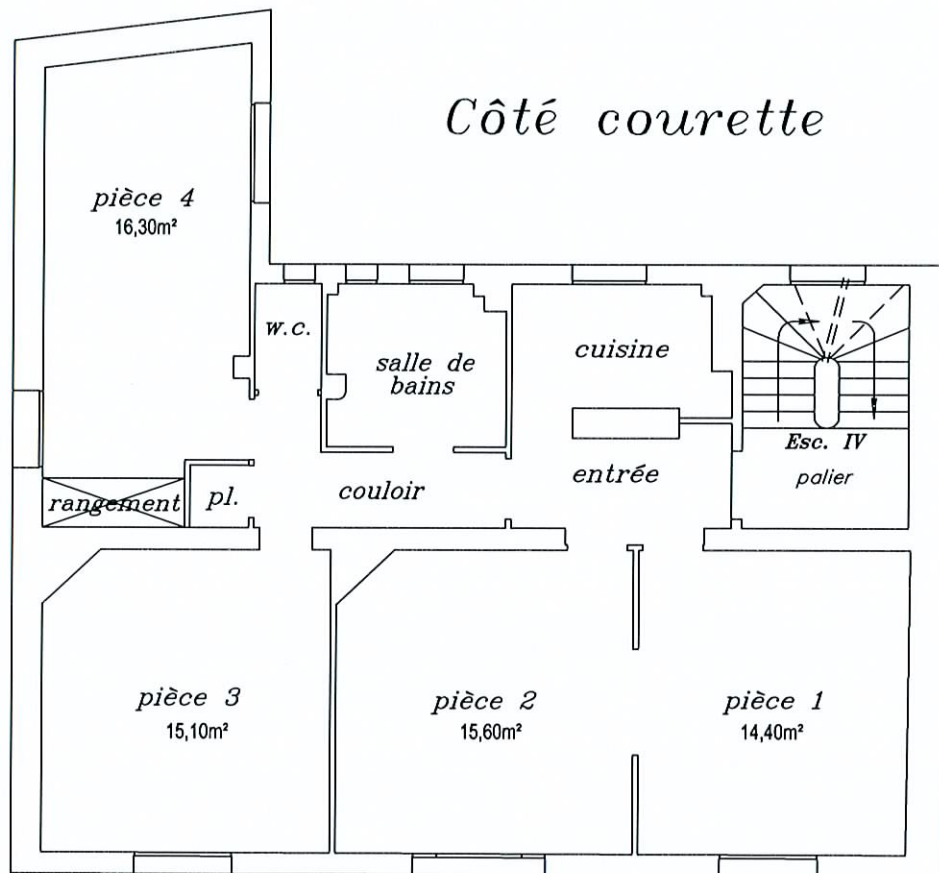 Côté courette
pièce 4
16,30m²
w.c.
salle de
bains
cuisine
Esc. IV
palier
entrée
couloir
rangement
pl.
pièce 3
15,10m²
pièce 2
15,60m²
pièce 1
14,40m²